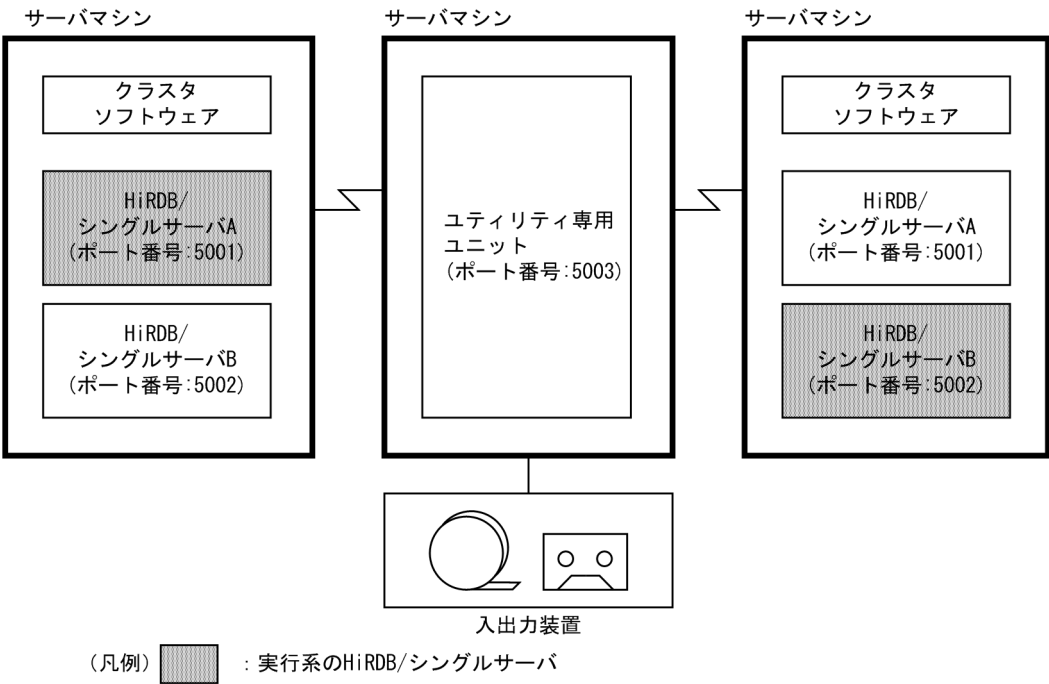 サーバマシン
サーバマシン
サーバマシン
クラスタ
ソフトウェア
HiRDB/
シングルサーバA
(ポート番号:5001)
HiRDB/
シングルサーバB
(ポート番号:5002)
ユティリティ専用
ユニット
(ポート番号:5003)
クラスタ
ソフトウェア
HiRDB/
シングルサーバA
(ポート番号:5001)
HiRDB/
シングルサーバB
(ポート番号:5002)
入出力装置
(凡例) :実行系のHiRDB/シングルサーバ